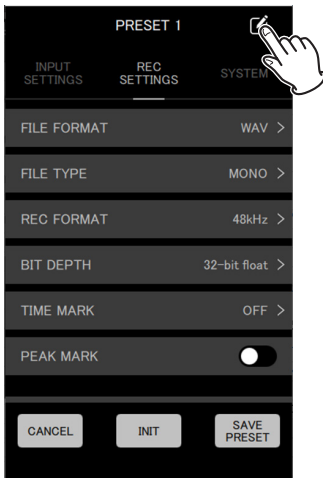 PRESET 1
INPUT
SETTINGS
REC
SETTINGS
SYSTEM
FILE FORMAT WAV >
FILE TYPE MONO >
REC FORMAT 48kHz >
BIT DEPTH 32-bit float >
TIME MARK OFF >
PEAK MARK
CANCEL
INIT
SAVE
PRESET